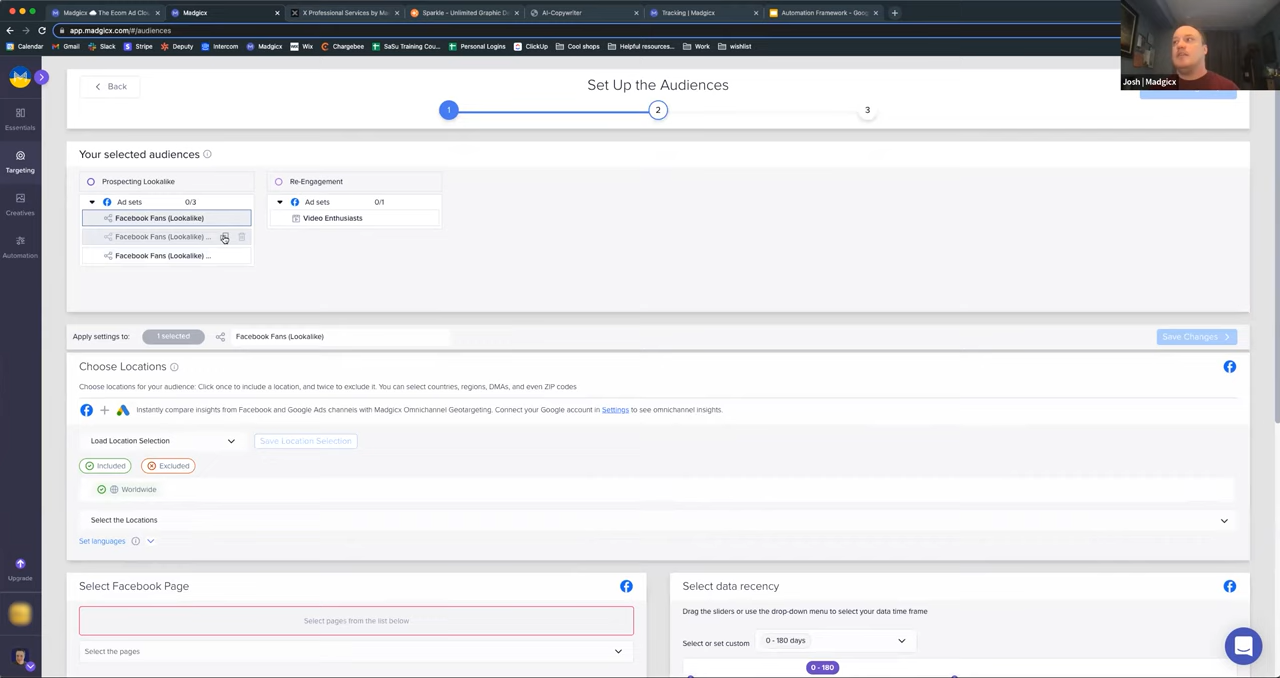 Madgicx ☁ The Ecom Ad Clou
Madgicx
X Professional Services by Mad
Sparkle - Unlimited Graphic De
AI-Copywriter
Tracking | Madgicx
Automation Framework - Goog
app.madgicx.com/#/audiences
Calendar
Gmail
Slack
Stripe
Deputy
Intercom
Madgicx
Wix
Chargebee
SaSu Training Cou...
Personal Logins
ClickUp
Cool shops
Helpful resources...
Work
wishlist
Josh | Madgicx
Essentials
Targeting
Creatives
Automation
Upgrade
Back
Set Up the Audiences
1
2
3
Your selected audiences
Prospecting Lookalike
Ad sets 0/3
Facebook Fans (Lookalike)
Facebook Fans (Lookalike) ...
Facebook Fans (Lookalike) ...
Re-Engagement
Ad sets 0/1
Video Enthusiasts
Apply settings to: 1 selected Facebook Fans (Lookalike)
Save Changes
Choose Locations
Choose locations for your audience: Click once to include a location, and twice to exclude it. You can select countries, regions, DMAs, and even ZIP codes
Instantly compare insights from Facebook and Google Ads channels with Madgicx Omnichannel Geotargeting. Connect your Google account in Settings to see omnichannel insights.
Load Location Selection
Save Location Selection
Included
Excluded
Worldwide
Select the Locations
Set languages
Select Facebook Page
Select pages from the list below
Select the pages
Select data recency
Drag the sliders or use the drop-down menu to select your data time frame
Select or set custom
0 - 180 days
0 - 180